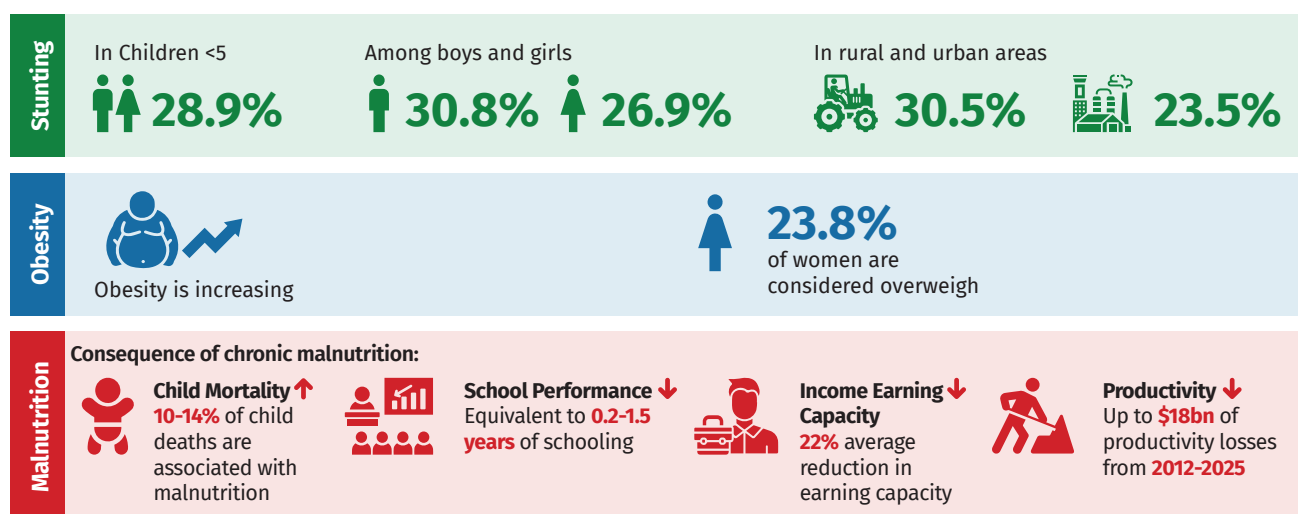 Stunting
In Children <5
28.9%
Among boys and girls
30.8%
26.9%
In rural and urban areas
30.5%
23.5%
Obesity
Obesity is increasing
23.8%
of women are
considered overweigh
Malnutrition
Consequence of chronic malnutrition:
Child Mortality
10-14% of child
deaths are
associated with
malnutrition
School Performance
Equivalent to 0.2-1.5
years of schooling
Income Earning
Capacity
22% average
reduction in
earning capacity
Productivity
Up to $18bn of
productivity losses
from 2012-2025